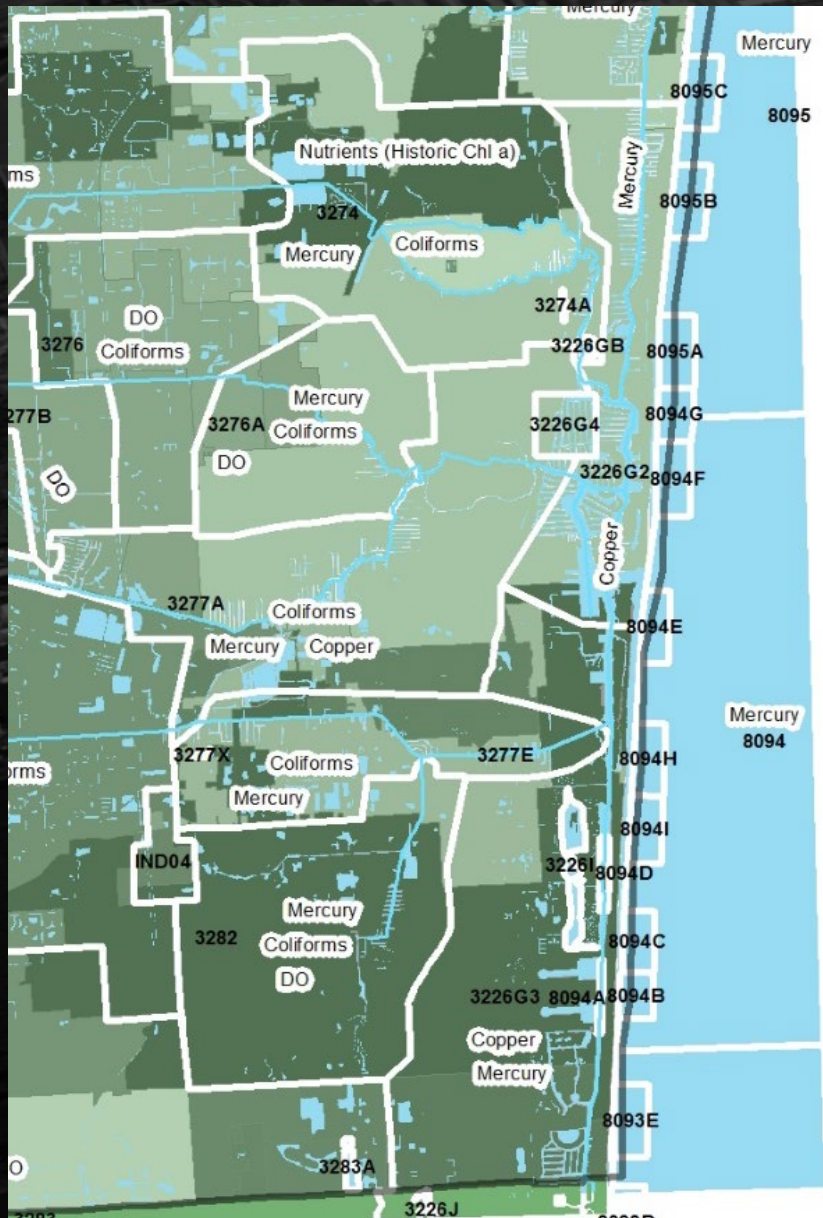 Mercury
Mercury
8095C
8095
Nutrients (Historic Chl a)
ms
Mercury
8095B
3274
Mercury
Coliforms
3274A
DO
3276
Coliforms
3226GB
8095A
Mercury
277B
3276A
Coliforms
3226G4
8094G
DO
DO
3226G2
8094F
Copper
3277A
Coliforms
8094E
Mercury
Copper
Mercury
8094
3277X
Coliforms
3277E
8094H
orms
Mercury
8094I
IND04
3226I
8094D
Mercury
3282
Coliforms
8094C
DO
3226G3
8094A
8094B
Copper
Mercury
8093E
O
3283A
3226J